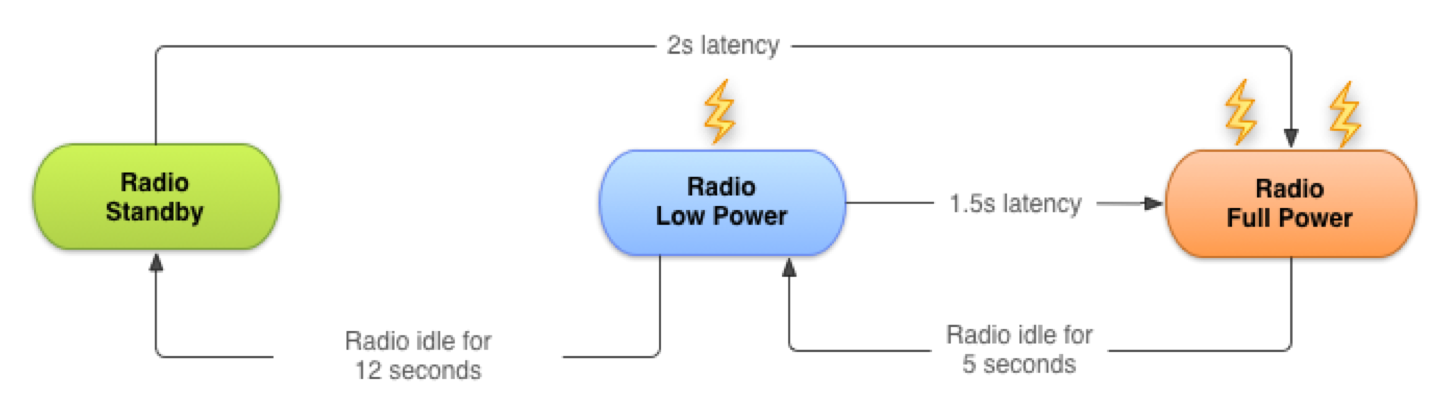 2s latency
Radio
Standby
Radio
Low Power
1.5s latency
Radio
Full Power
Radio idle for
12 seconds
Radio idle for
5 seconds